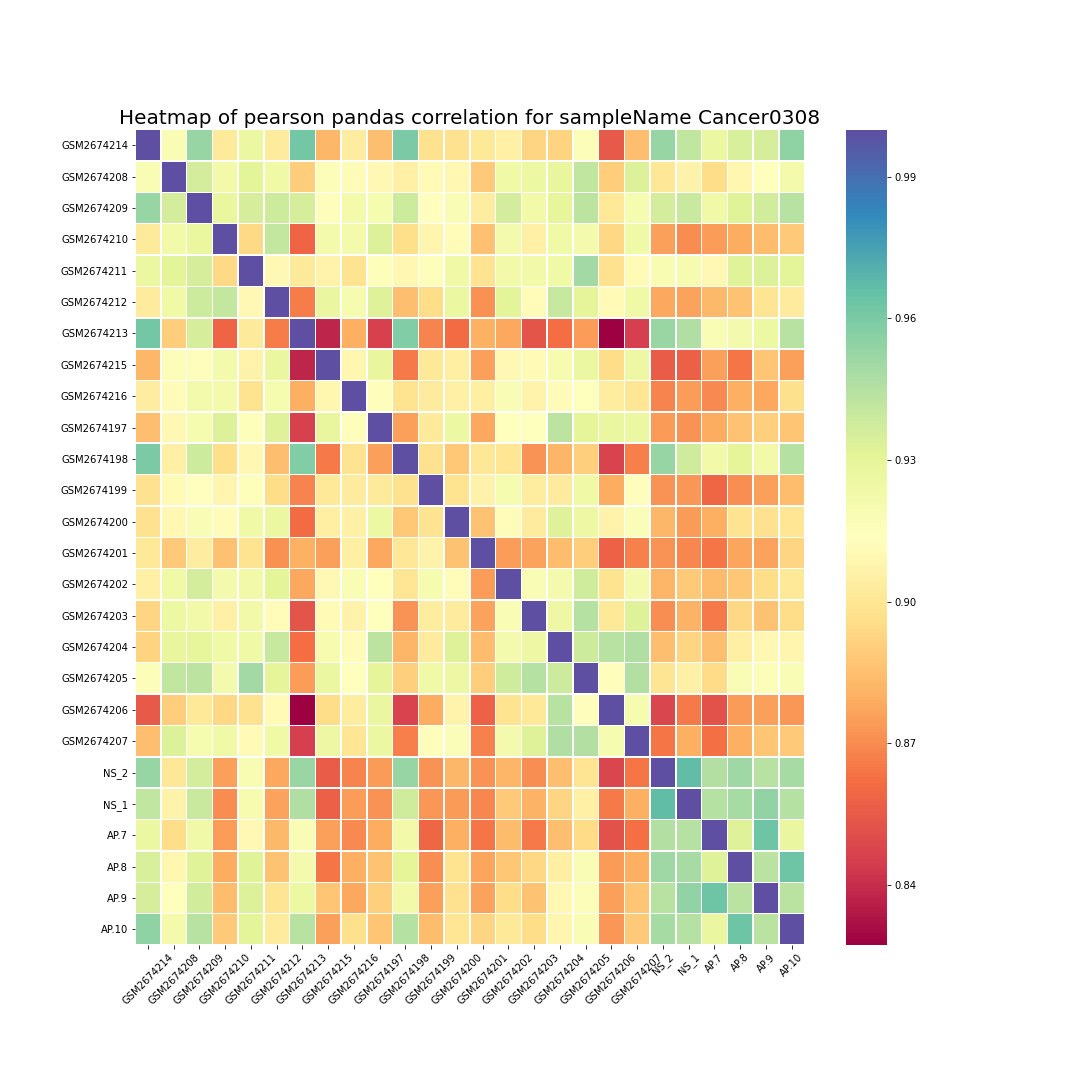 Heatmap of pearson pandas correlation for sampleName Cancer0308
GSM2674214
GSM2674208
GSM2674209
GSM2674210
GSM2674211
GSM2674212
GSM2674213
GSM2674215
GSM2674216
GSM2674197
GSM2674198
GSM2674199
GSM2674200
GSM2674201
GSM2674202
GSM2674203
GSM2674204
GSM2674205
GSM2674206
GSM2674207
NS_2
NS_1
AP.7
AP.8
AP.9
AP.10
GSM2674214
GSM2674208
GSM2674209
GSM2674210
GSM2674211
GSM2674212
GSM2674213
GSM2674215
GSM2674216
GSM2674197
GSM2674198
GSM2674199
GSM2674200
GSM2674201
GSM2674202
GSM2674203
GSM2674204
GSM2674205
GSM2674206
GSM2674207
NS_2
NS_1
AP.7
AP.8
AP.9
AP.10
0.99
0.96
0.93
0.90
0.87
0.84